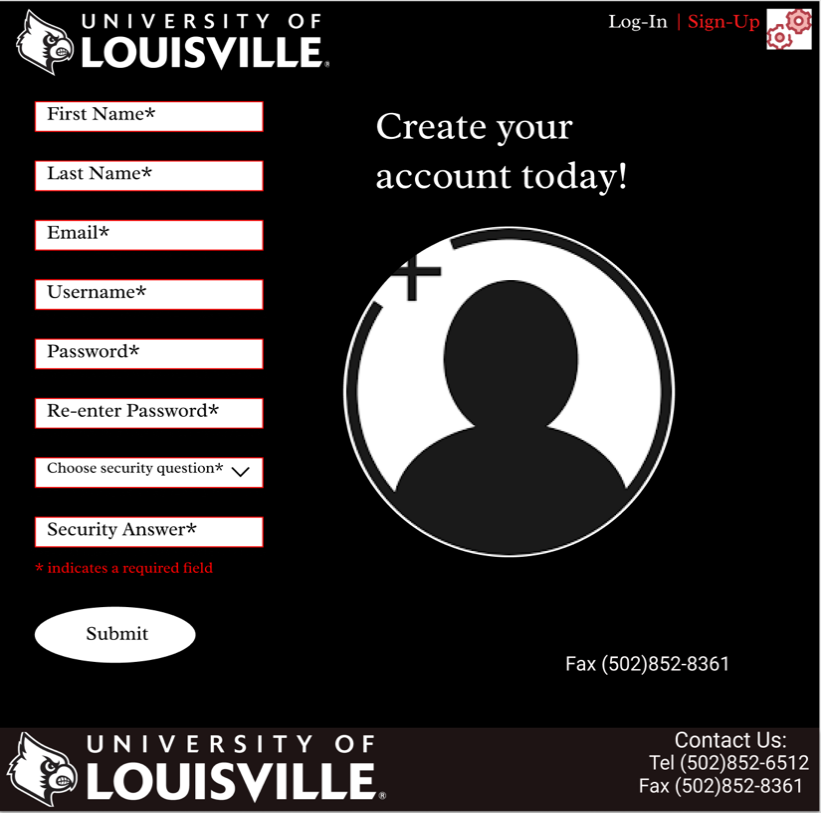 UNIVERSITY OF
LOUISVILLE®
Log-In | Sign-Up
First Name*
Last Name*
Email*
Username*
Password*
Re-enter Password*
Choose security question*
Security Answer*
* indicates a required field
Submit
Create your
account today!
Fax (502)852-8361
UNIVERSITY OF
LOUISVILLE®
Contact Us:
Tel (502)852-6512
Fax (502)852-8361